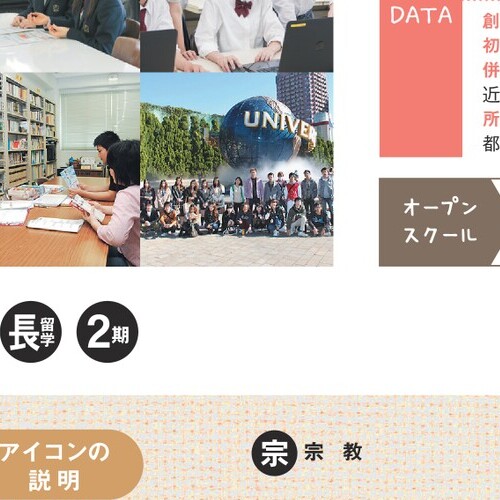 DATA
創
初
併
近
所
都
UNIVER
オープン
スクール
長留学
2期
アイコンの
説明
宗 宗 教